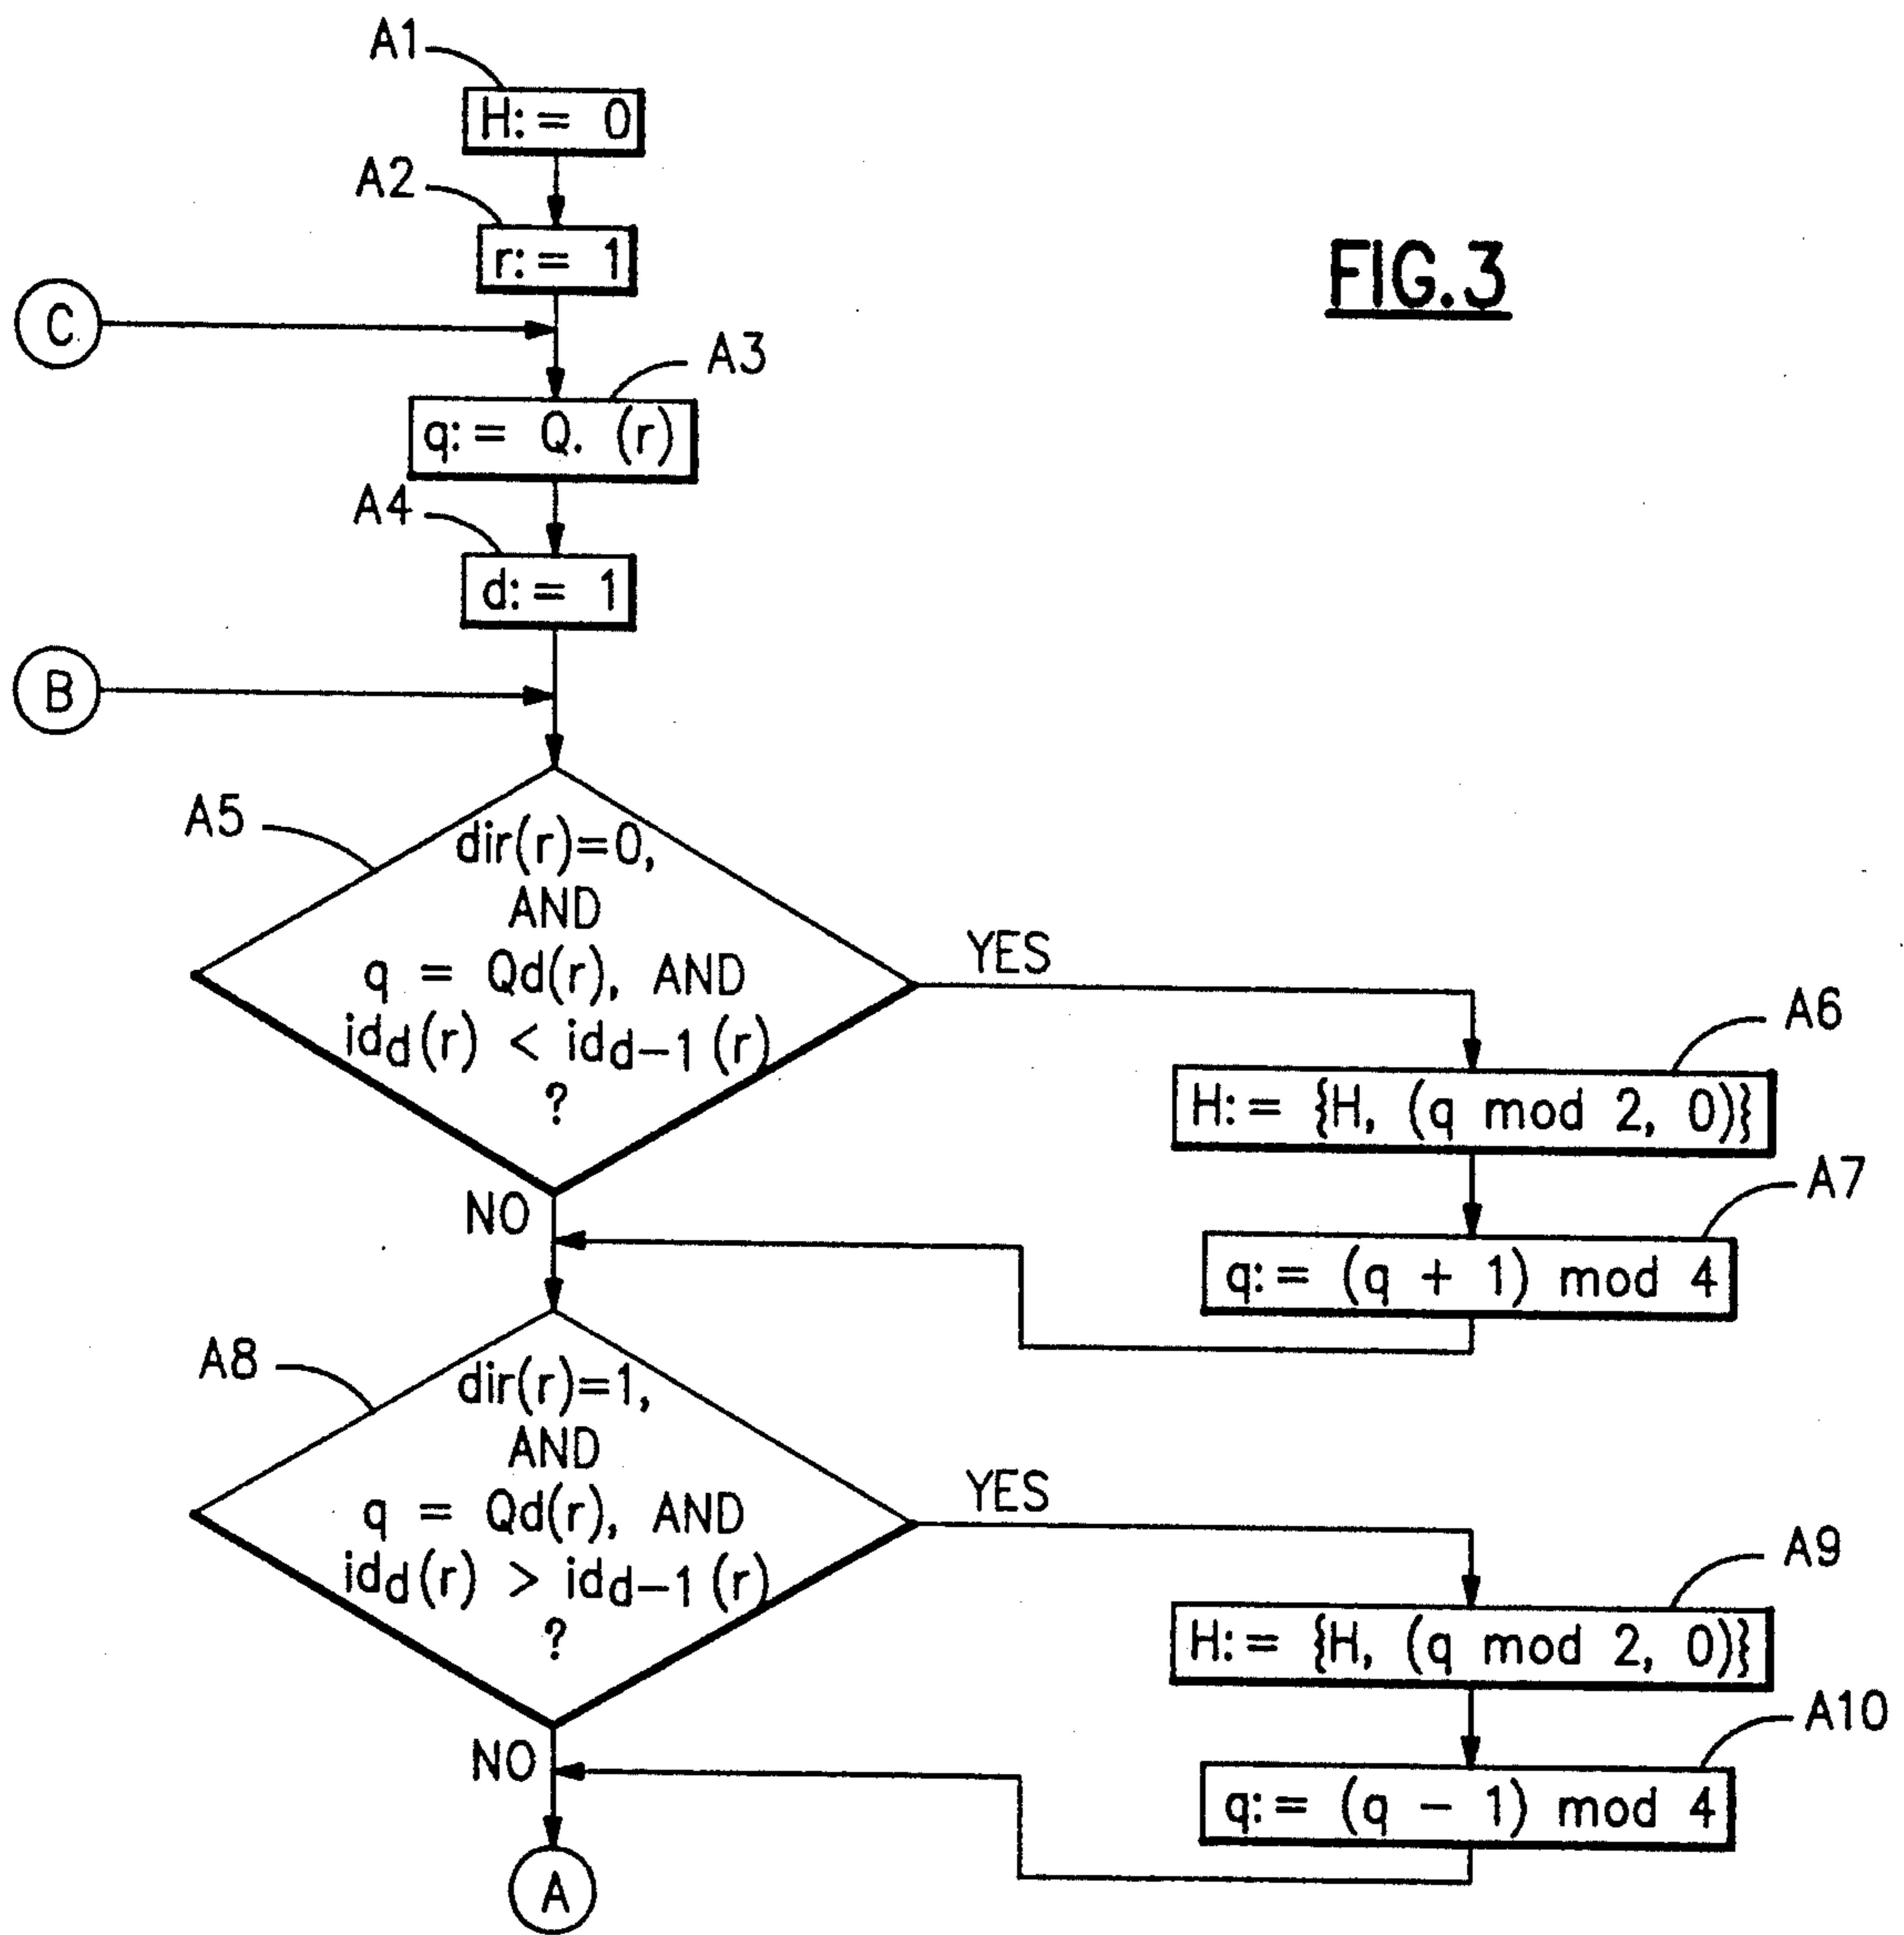 A1
H: = 0
A2
r: = 1
FIG.3
C
A3
q: = Q. (r)
A4
d: = 1
B
A5
dir(r)=0,
AND
q = Qd(r), AND
idd(r) < idd-1(r)
?
YES
A6
H: = {H, (q mod 2, 0)}
A7
NO
q: = (q + 1) mod 4
A8
dir(r)=1,
AND
q = Qd(r), AND
idd(r) > idd-1(r)
?
YES
A9
H: = {H, (q mod 2, 0)}
A10
NO
q: = (q - 1) mod 4
A